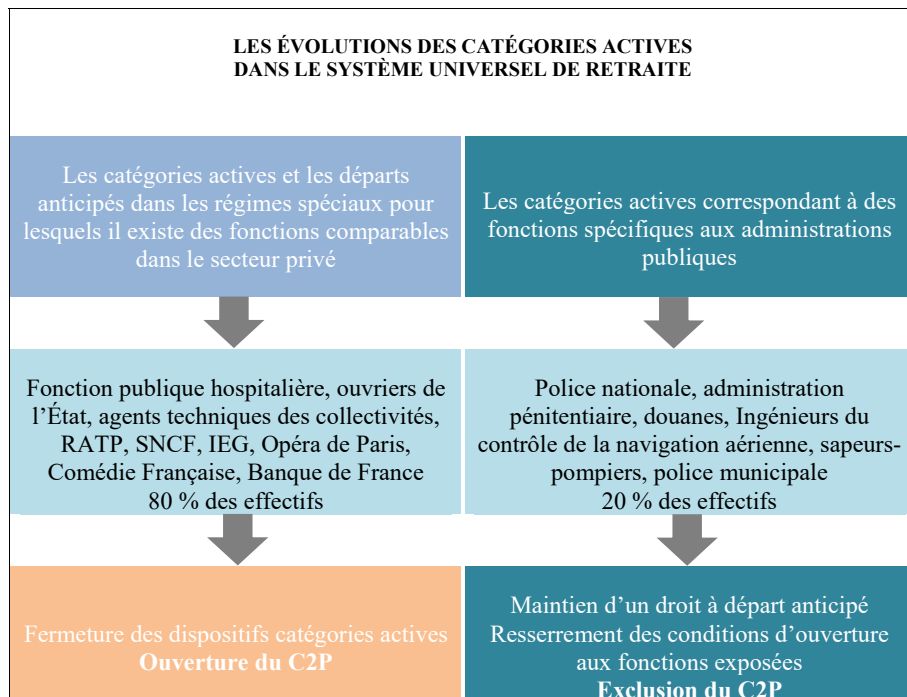 LES ÉVOLUTIONS DES CATÉGORIES ACTIVES
DANS LE SYSTÈME UNIVERSEL DE RETRAITE
Les catégories actives et les départs
anticipés dans les régimes spéciaux pour
lesquels il existe des fonctions comparables
dans le secteur privé
Les catégories actives correspondant à des
fonctions spécifiques aux administrations
publiques
Fonction publique hospitalière, ouvriers de
l’État, agents techniques des collectivités,
RATP, SNCF, IEG, Opéra de Paris,
Comédie Française, Banque de France
80 % des effectifs
Police nationale, administration
pénitentiaire, douanes, Ingénieurs du
contrôle de la navigation aérienne, sapeurs-
pompiers, police municipale
20 % des effectifs
Fermeture des dispositifs catégories actives
Ouverture du C2P
Maintien d’un droit à départ anticipé
Resserrement des conditions d’ouverture
aux fonctions exposées
Exclusion du C2P